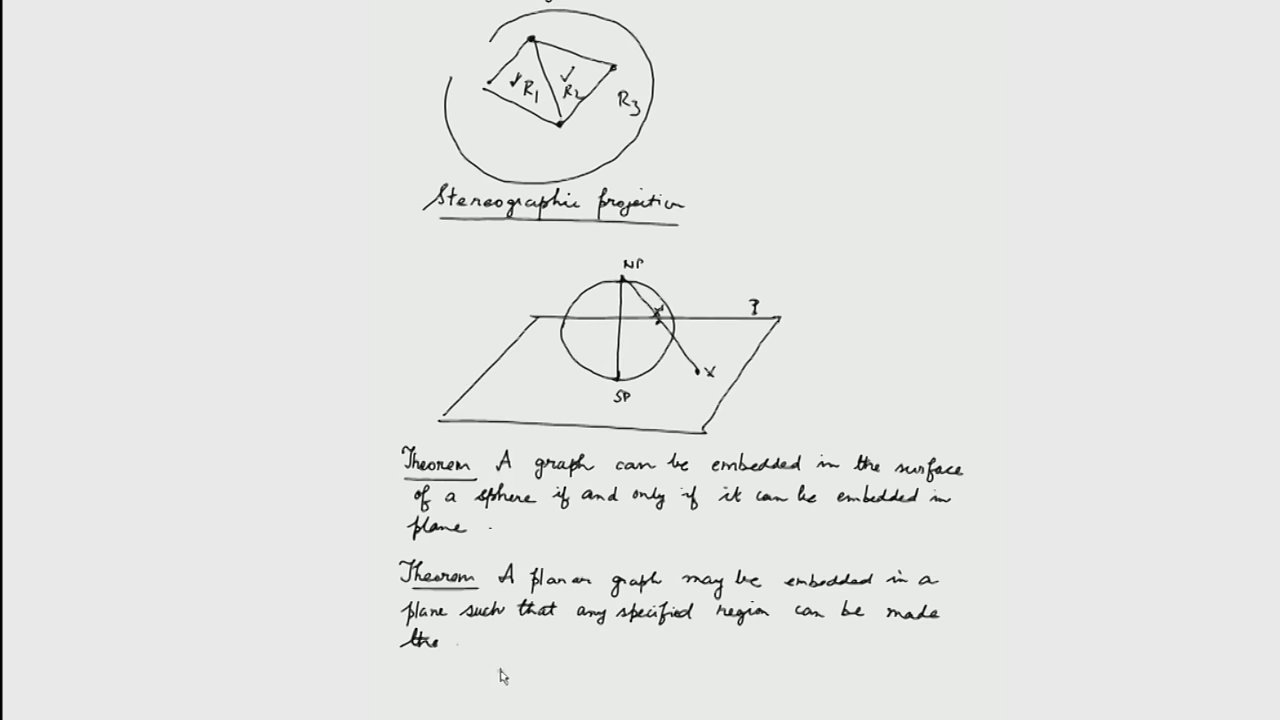 R1
R2
R3
Stereographic projection
NP
P
X'
X
SP
Theorem A graph can be embedded in the surface
of a sphere if and only if it can be embedded in
plane .
Theorem A planar graph may be embedded in a
plane such that any specified region can be made
the